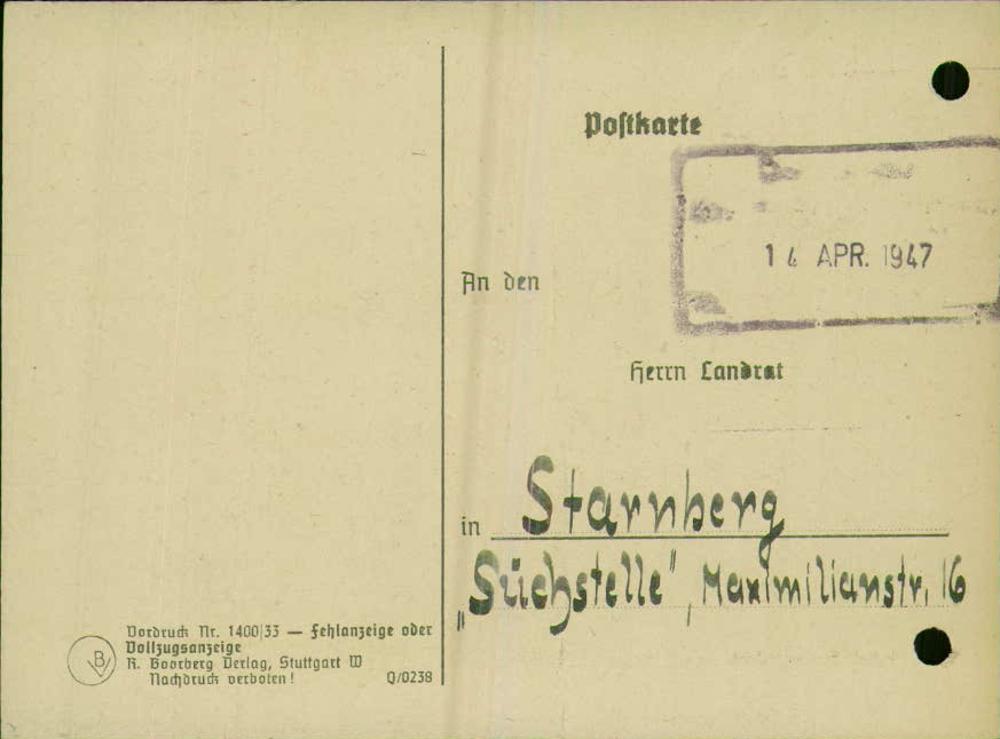 Postkarte
14 APR. 1947
An den
Herrn Landrat
in Starnberg
„Suchstelle", Maximilianstr. 16
Vordruck Nr. 1400/33 — Fehlanzeige oder
Vollzugsanzeige
R. Boorberg Verlag, Stuttgart W
Nachdruck verboten!
Q/0238
BV